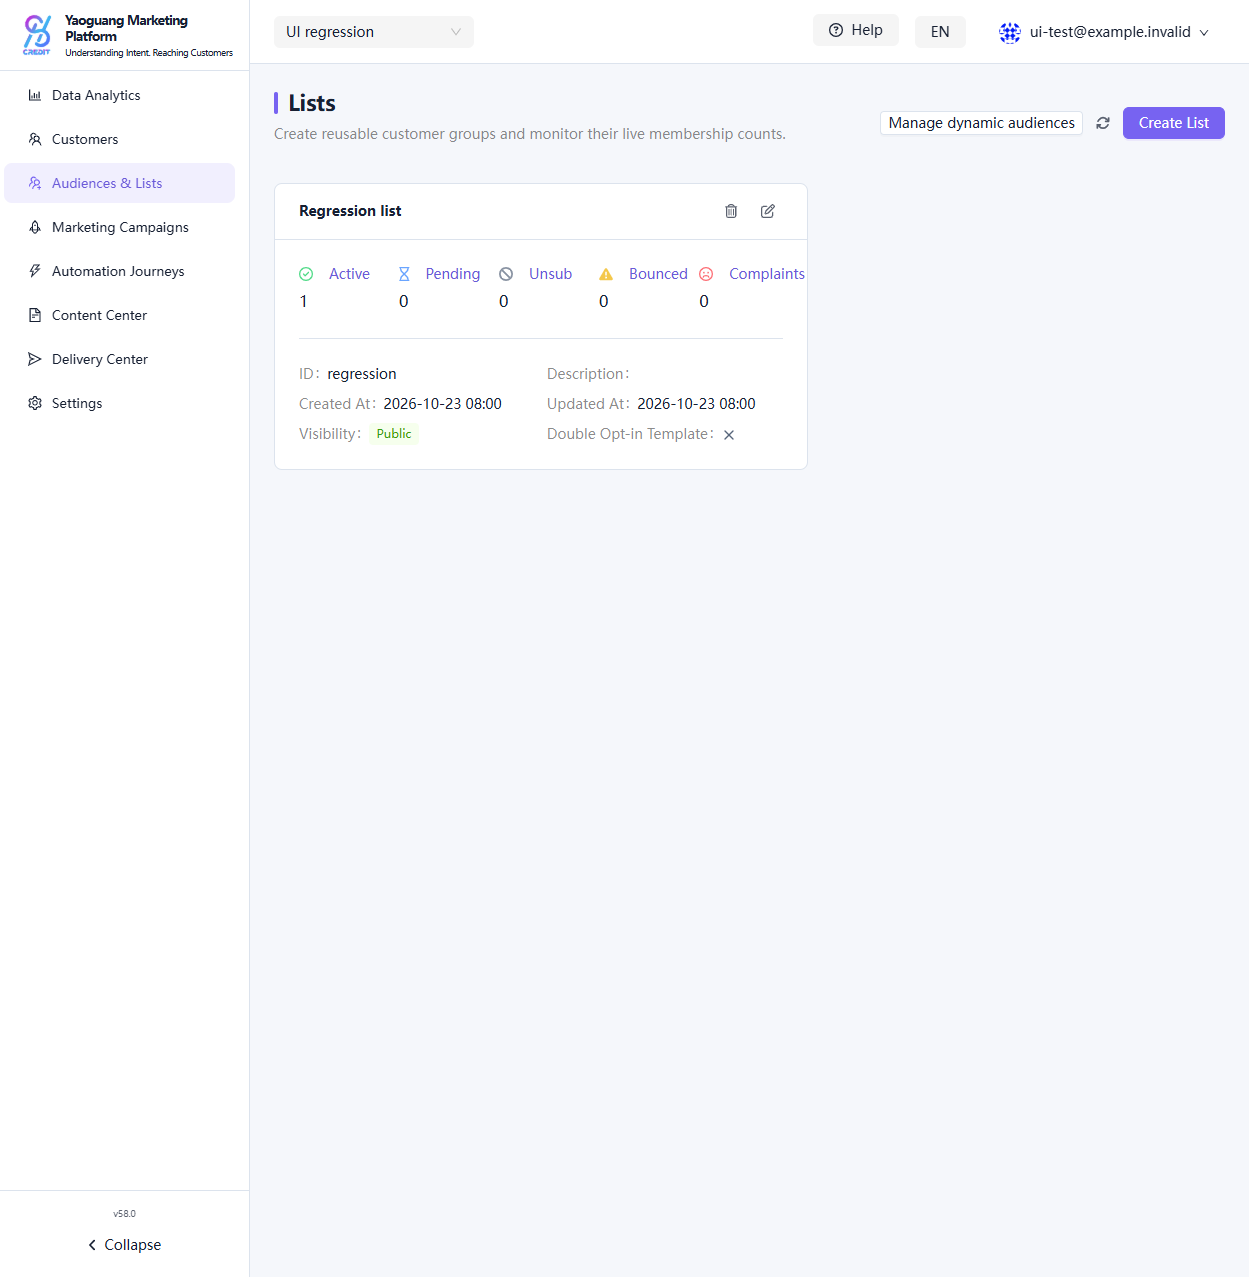 CREDIT
Yaoguang Marketing
Platform
Understanding Intent. Reaching Customers
UI regression
Help
EN
ui-test@example.invalid
Data Analytics
Customers
Audiences & Lists
Marketing Campaigns
Automation Journeys
Content Center
Delivery Center
Settings
Lists
Create reusable customer groups and monitor their live membership counts.
Manage dynamic audiences
Create List
Regression list
Active Pending Unsub Bounced Complaints
1 0 0 0 0
ID: regression
Description:
Created At: 2026-10-23 08:00
Updated At: 2026-10-23 08:00
Visibility: Public
Double Opt-in Template:
v58.0
Collapse